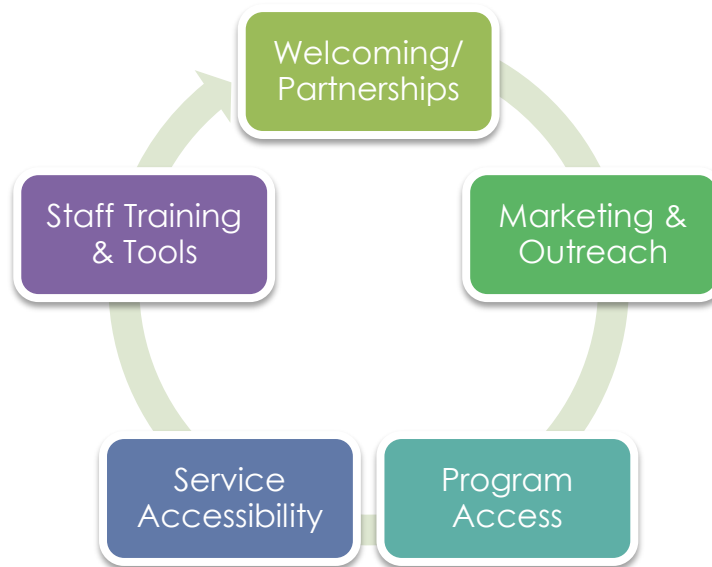 Welcoming/
Partnerships
Marketing &
Outreach
Program
Access
Service
Accessibility
Staff Training
& Tools